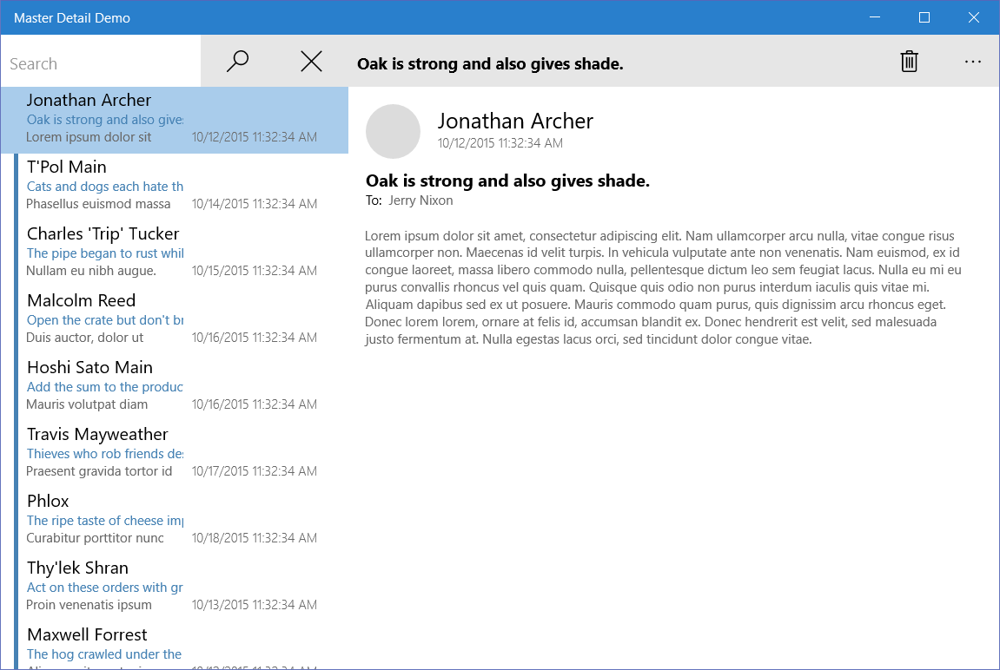 Master Detail Demo
Search
Oak is strong and also gives shade.
...
Jonathan Archer
Oak is strong and also give
Lorem ipsum dolor sit 10/12/2015 11:32:34 AM
T'Pol Main
Cats and dogs each hate th
Phasellus euismod massa 10/14/2015 11:32:34 AM
Charles 'Trip' Tucker
The pipe began to rust whil
Nullam eu nibh augue. 10/15/2015 11:32:34 AM
Malcolm Reed
Open the crate but don't br
Duis auctor, dolor ut 10/16/2015 11:32:34 AM
Hoshi Sato Main
Add the sum to the produc
Mauris volutpat diam 10/16/2015 11:32:34 AM
Travis Mayweather
Thieves who rob friends de
Praesent gravida tortor id 10/17/2015 11:32:34 AM
Phlox
The ripe taste of cheese im
Curabitur porttitor nunc 10/18/2015 11:32:34 AM
Thy'lek Shran
Act on these orders with gr
Proin venenatis ipsum 10/13/2015 11:32:34 AM
Maxwell Forrest
The hog crawled under the
Jonathan Archer
10/12/2015 11:32:34 AM
Oak is strong and also gives shade.
To: Jerry Nixon
Lorem ipsum dolor sit amet, consectetur adipiscing elit. Nam ullamcorper arcu nulla, vitae congue risus
ullamcorper non. Maecenas id velit turpis. In vehicula vulputate ante non venenatis. Nam euismod, ex id
congue laoreet, massa libero commodo nulla, pellentesque dictum leo sem feugiat lacus. Nulla eu mi eu
purus convallis rhoncus vel quis quam. Quisque quis odio non purus interdum iaculis quis vitae mi.
Aliquam dapibus sed ex ut posuere. Mauris commodo quam purus, quis dignissim arcu rhoncus eget.
Donec lorem lorem, ornare at felis id, accumsan blandit ex. Donec hendrerit est velit, sed malesuada
justo fermentum at. Nulla egestas lacus orci, sed tincidunt dolor congue vitae.